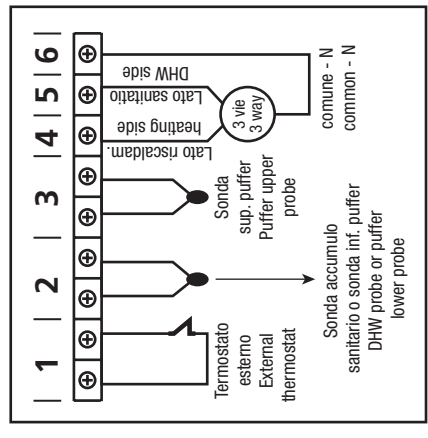 1
2
3
4
5
6
Termostato
esterno
External
thermostat
Sonda accumulo
sanitario o sonda inf. puffer
DHW probe or puffer
lower probe
Sonda
sup. puffer
Puffer upper
probe
Lato riscaldam.
heating side
Lato sanitatio
DHW side
3 vie
3 way
comune - N
common - N